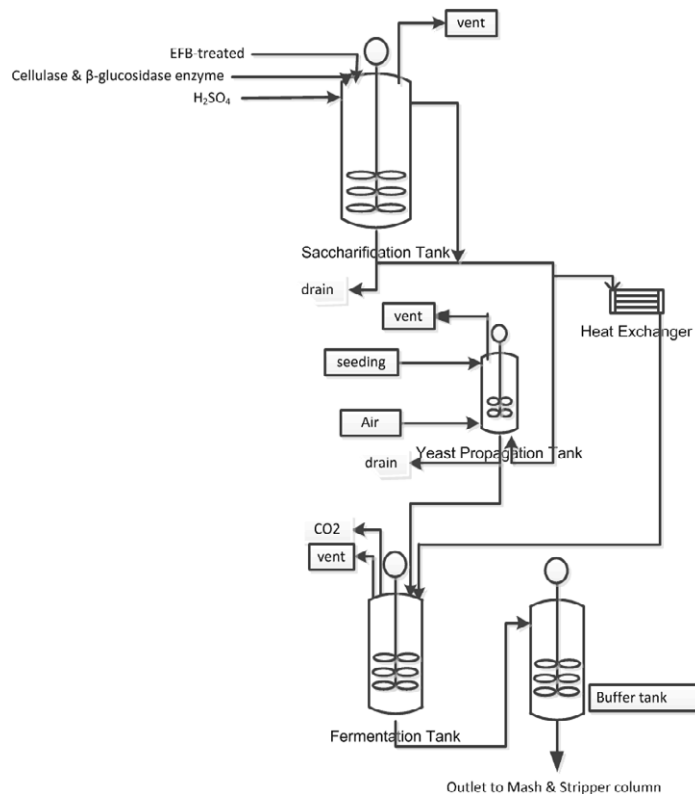 vent
EFB-treated
Cellulase & β-glucosidase enzyme
H₂SO₄
Saccharification Tank
drain
vent
Heat Exchanger
seeding
Air
Yeast Propagation Tank
drain
CO2
vent
Buffer tank
Fermentation Tank
Outlet to Mash & Stripper column